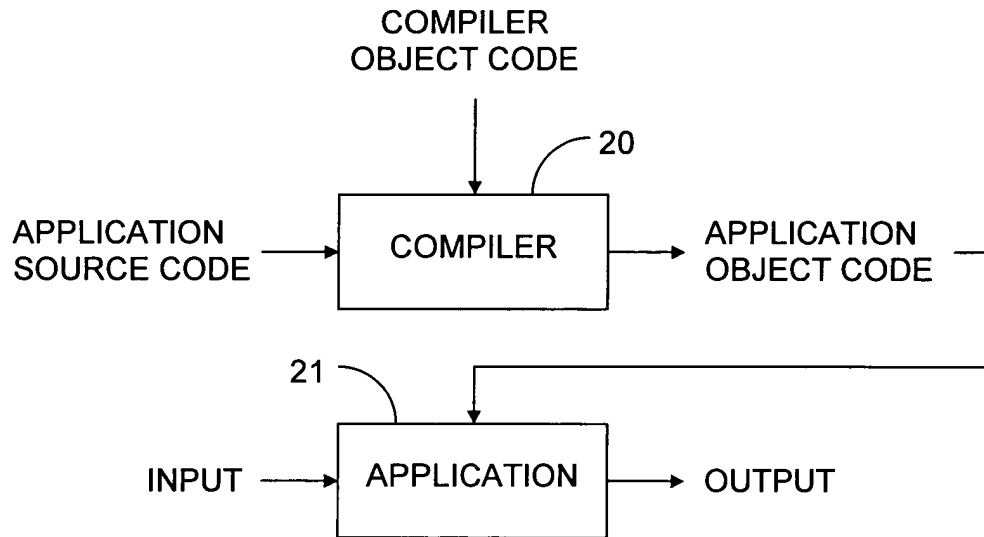 COMPILER
OBJECT CODE
20
APPLICATION
SOURCE CODE
COMPILER
APPLICATION
OBJECT CODE
21
INPUT
APPLICATION
OUTPUT